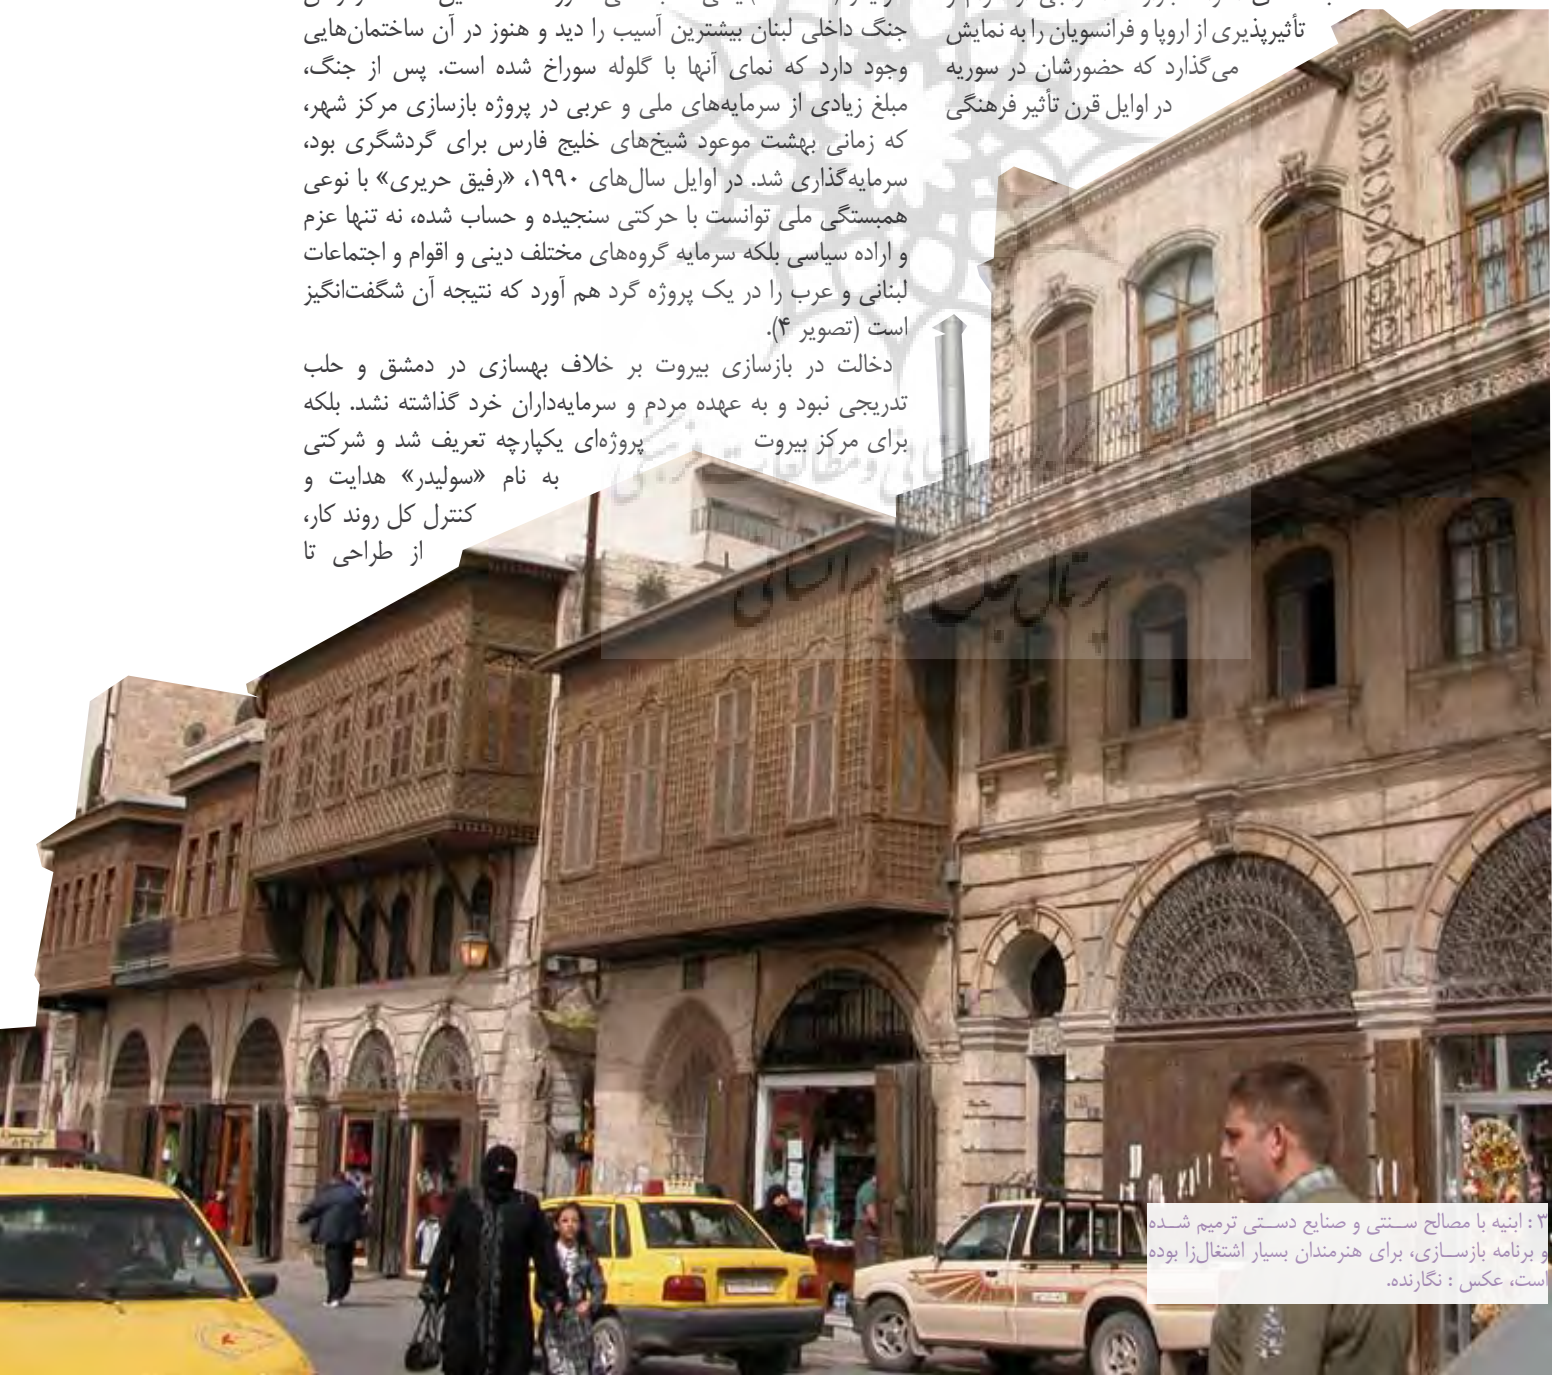 تأثیرپذیری از اروپا و فرانسویان را به نمایش
می‌گذارد که حضورشان در سوریه
در اوایل قرن تأثیر فرهنگی
جنگ داخلی لبنان بیشترین آسیب را دید و هنوز در آن ساختمان‌هایی
وجود دارد که نمای آنها با گلوله سوراخ شده است. پس از جنگ،
مبلغ زیادی از سرمایه‌های ملی و عربی در پروژه بازسازی مرکز شهر،
که زمانی بهشت موعود شیخ‌های خلیج فارس برای گردشگری بود،
سرمایه‌گذاری شد. در اوایل سال‌های ۱۹۹۰، «رفیق حریری» با نوعی
همبستگی ملی توانست با حرکتی سنجیده و حساب شده، نه تنها عزم
و اراده سیاسی بلکه سرمایه گروه‌های مختلف دینی و اقوام و اجتماعات
لبنانی و عرب را در یک پروژه گرد هم آورد که نتیجه آن شگفت‌انگیز
است (تصویر ۴).
دخالت در بازسازی بیروت بر خلاف بهسازی در دمشق و حلب
تدریجی نبود و به عهده مردم و سرمایه‌داران خرد گذاشته نشد. بلکه
برای مرکز بیروت پروژه‌ای یکپارچه تعریف شد و شرکتی
به نام «سولیدر» هدایت و
کنترل کل روند کار،
از طراحی تا
و مطالعات فرهنگی
پرتال جامع انسانی
۳ : ابنیه با مصالح سنتی و صنایع دستی ترمیم شده
و برنامه بازسازی، برای هنرمندان بسیار اشتغال‌زا بوده
است، عکس : نگارنده.